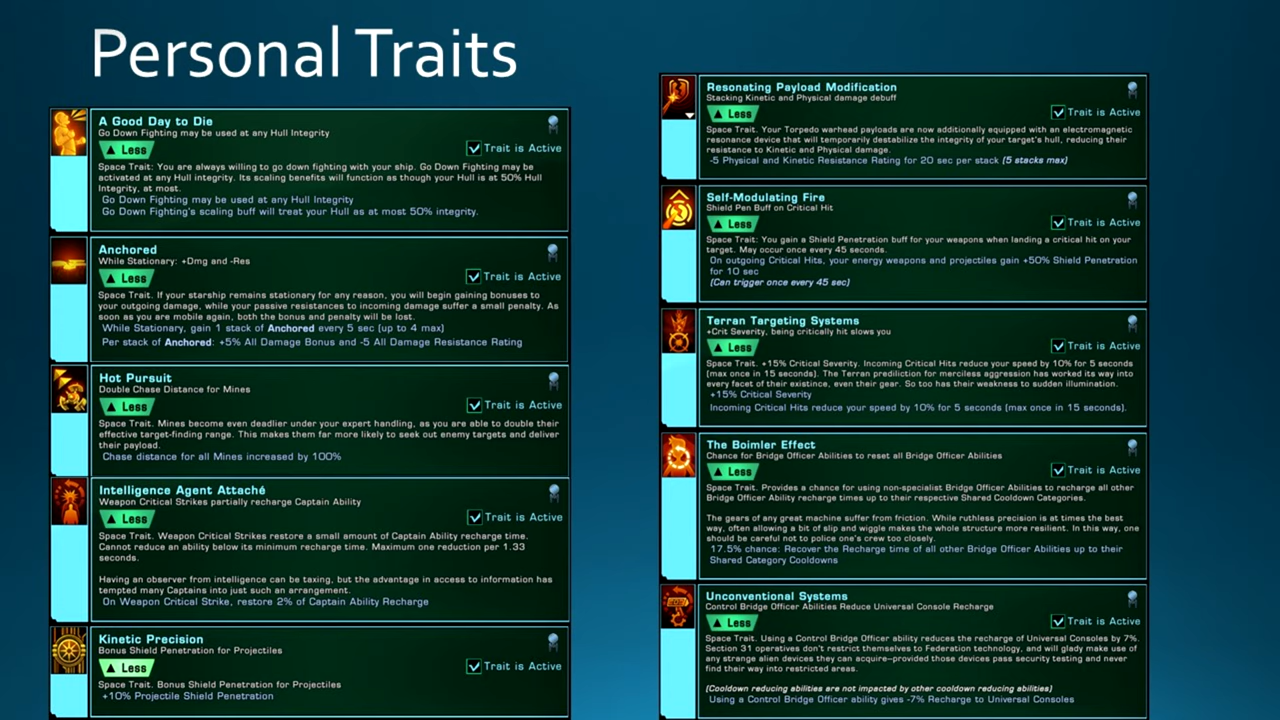 Personal Traits
A Good Day to Die
Go Down Fighting may be used at any Hull Integrity
▲ Less
Trait is Active
Space Trait: You are always willing to go down fighting with your ship. Go Down Fighting may be
activated at any Hull integrity. Its scaling benefits will function as though your Hull is at 50% Hull
Integrity, at most.
Go Down Fighting may be used at any Hull Integrity
Go Down Fighting's scaling buff will treat your Hull as at most 50% integrity.
Anchored
While Stationary: +Dmg and -Res
▲ Less
Trait is Active
Space Trait. If your starship remains stationary for any reason, you will begin gaining bonuses to
your outgoing damage, while your passive resistances to incoming damage suffer a small penalty. As
soon as you are mobile again, both the bonus and penalty will be lost.
While Stationary, gain 1 stack of Anchored every 5 sec (up to 4 max)
Per stack of Anchored: +5% All Damage Bonus and -5 All Damage Resistance Rating
Hot Pursuit
Double Chase Distance for Mines
▲ Less
Trait is Active
Space Trait. Mines become even deadlier under your expert handling, as you are able to double their
effective target-finding range. This makes them far more likely to seek out enemy targets and deliver
their payload.
Chase distance for all Mines increased by 100%
Intelligence Agent Attaché
Weapon Critical Strikes partially recharge Captain Ability
▲ Less
Trait is Active
Space Trait. Weapon Critical Strikes restore a small amount of Captain Ability recharge time.
Cannot reduce an ability below its minimum recharge time. Maximum one reduction per 1.33
seconds.
Having an observer from intelligence can be taxing, but the advantage in access to information has
tempted many Captains into just such an arrangement.
On Weapon Critical Strike, restore 2% of Captain Ability Recharge
Kinetic Precision
Bonus Shield Penetration for Projectiles
▲ Less
Trait is Active
Space Trait. Bonus Shield Penetration for Projectiles
+10% Projectile Shield Penetration
Resonating Payload Modification
Stacking Kinetic and Physical damage debuff
▲ Less
Trait is Active
Space Trait. Your Torpedo warhead payloads are now additionally equipped with an electromagnetic
resonance device that will temporarily destabilize the integrity of your target's hull, reducing their
resistance to Kinetic and Physical damage.
-5 Physical and Kinetic Resistance Rating for 20 sec per stack (5 stacks max)
Self-Modulating Fire
Shield Pen Buff on Critical Hit
▲ Less
Trait is Active
Space Trait: You gain a Shield Penetration buff for your weapons when landing a critical hit on your
target. May occur once every 45 seconds.
On outgoing Critical Hits, your energy weapons and projectiles gain +50% Shield Penetration
for 10 sec
(Can trigger once every 45 sec)
Terran Targeting Systems
+Crit Severity, being critically hit slows you
▲ Less
Trait is Active
Space Trait. +15% Critical Severity. Incoming Critical Hits reduce your speed by 10% for 5 seconds
(max once in 15 seconds). The Terran prediliction for merciless aggression has worked its way into
every facet of their existince, even their gear. So too has their weakness to sudden illumination.
+15% Critical Severity
Incoming Critical Hits reduce your speed by 10% for 5 seconds (max once in 15 seconds).
The Boimler Effect
Chance for Bridge Officer Abilities to reset all Bridge Officer Abilities
▲ Less
Trait is Active
Space Trait. Provides a chance for using non-specialist Bridge Officer Abilities to recharge all other
Bridge Officer Ability recharge times up to their respective Shared Cooldown Categories.
The gears of any great machine suffer from friction. While ruthless precision is at times the best
way, often allowing a bit of slip and wiggle makes the whole structure more resilient. In this way, one
should be careful not to police one's crew too closely.
17.5% chance: Recover the Recharge time of all other Bridge Officer Abilities up to their
Shared Category Cooldowns
Unconventional Systems
Control Bridge Officer Abilities Reduce Universal Console Recharge
▲ Less
Trait is Active
Space Trait. Using a Control Bridge Officer ability reduces the recharge of Universal Consoles by 7%.
Section 31 operatives don't restrict themselves to Federation technology, and will gladly make use of
any strange alien devices they can acquire—provided those devices pass security testing and never
find their way into restricted areas.
(Cooldown reducing abilities are not impacted by other cooldown reducing abilities)
Using a Control Bridge Officer ability gives -7% Recharge to Universal Consoles